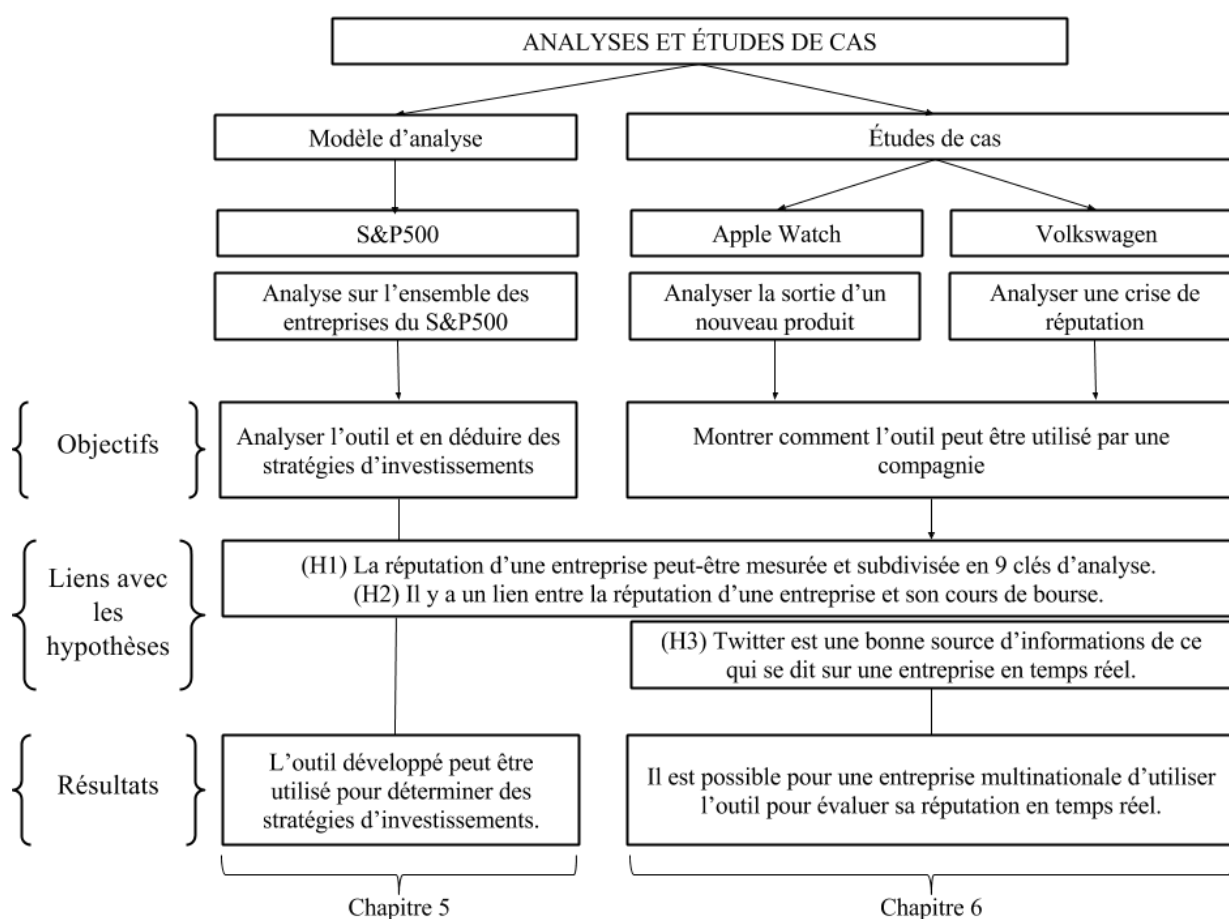 ANALYSES ET ÉTUDES DE CAS
Modèle d’analyse
Études de cas
S&P500
Apple Watch
Volkswagen
Analyse sur l’ensemble des
entreprises du S&P500
Analyser la sortie d’un
nouveau produit
Analyser une crise de
réputation
Objectifs
Analyser l’outil et en déduire des
stratégies d’investissements
Montrer comment l’outil peut être utilisé par une
compagnie
Liens avec
les
hypothèses
(H1) La réputation d’une entreprise peut-être mesurée et subdivisée en 9 clés d’analyse.
(H2) Il y a un lien entre la réputation d’une entreprise et son cours de bourse.
(H3) Twitter est une bonne source d’informations de ce
qui se dit sur une entreprise en temps réel.
Résultats
L’outil développé peut être
utilisé pour déterminer des
stratégies d’investissements.
Il est possible pour une entreprise multinationale d’utiliser
l’outil pour évaluer sa réputation en temps réel.
Chapitre 5
Chapitre 6